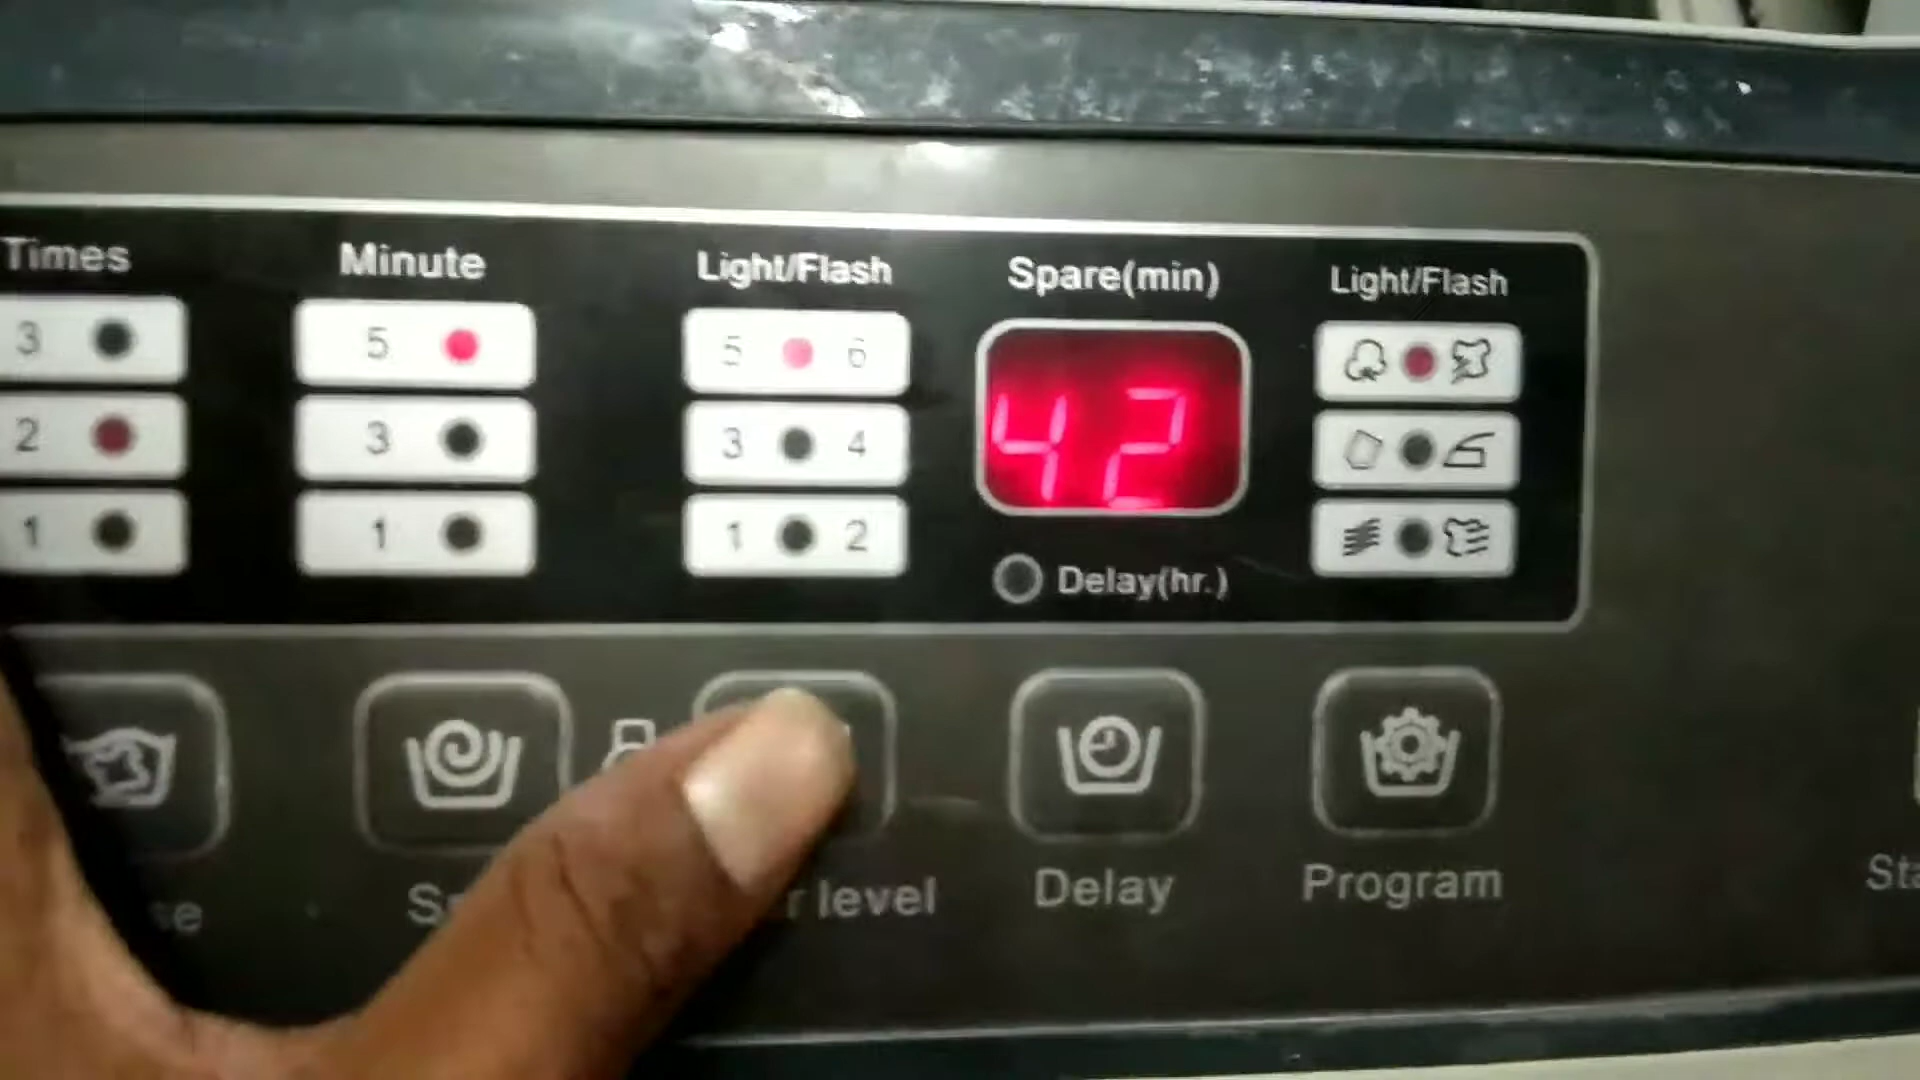 Times Minute Light/Flash Spare(min) Light/Flash
3 5 5 6
42
2 3 3 4
1 1 1 2
Delay(hr.)
level Delay Program